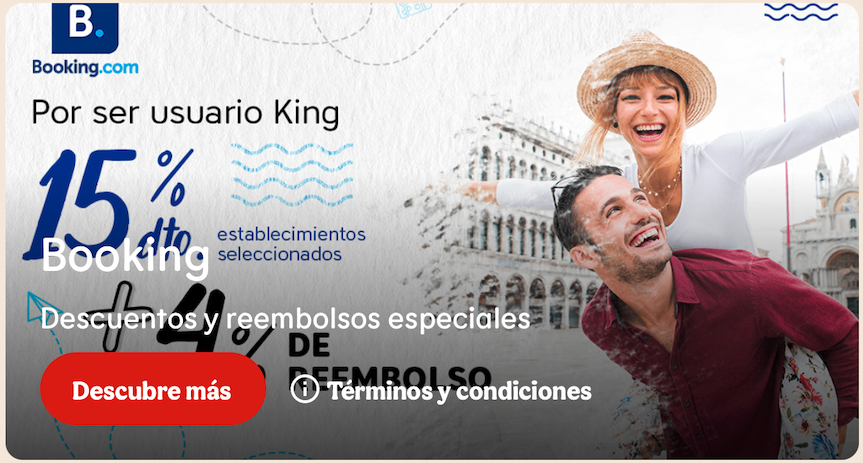 B.
Booking.com
Por ser usuario King
15% dto.
establecimientos
seleccionados
Booking
+4% DE
REEMBOLSO
Descuentos y reembolsos especiales
Descubre más
Términos y condiciones